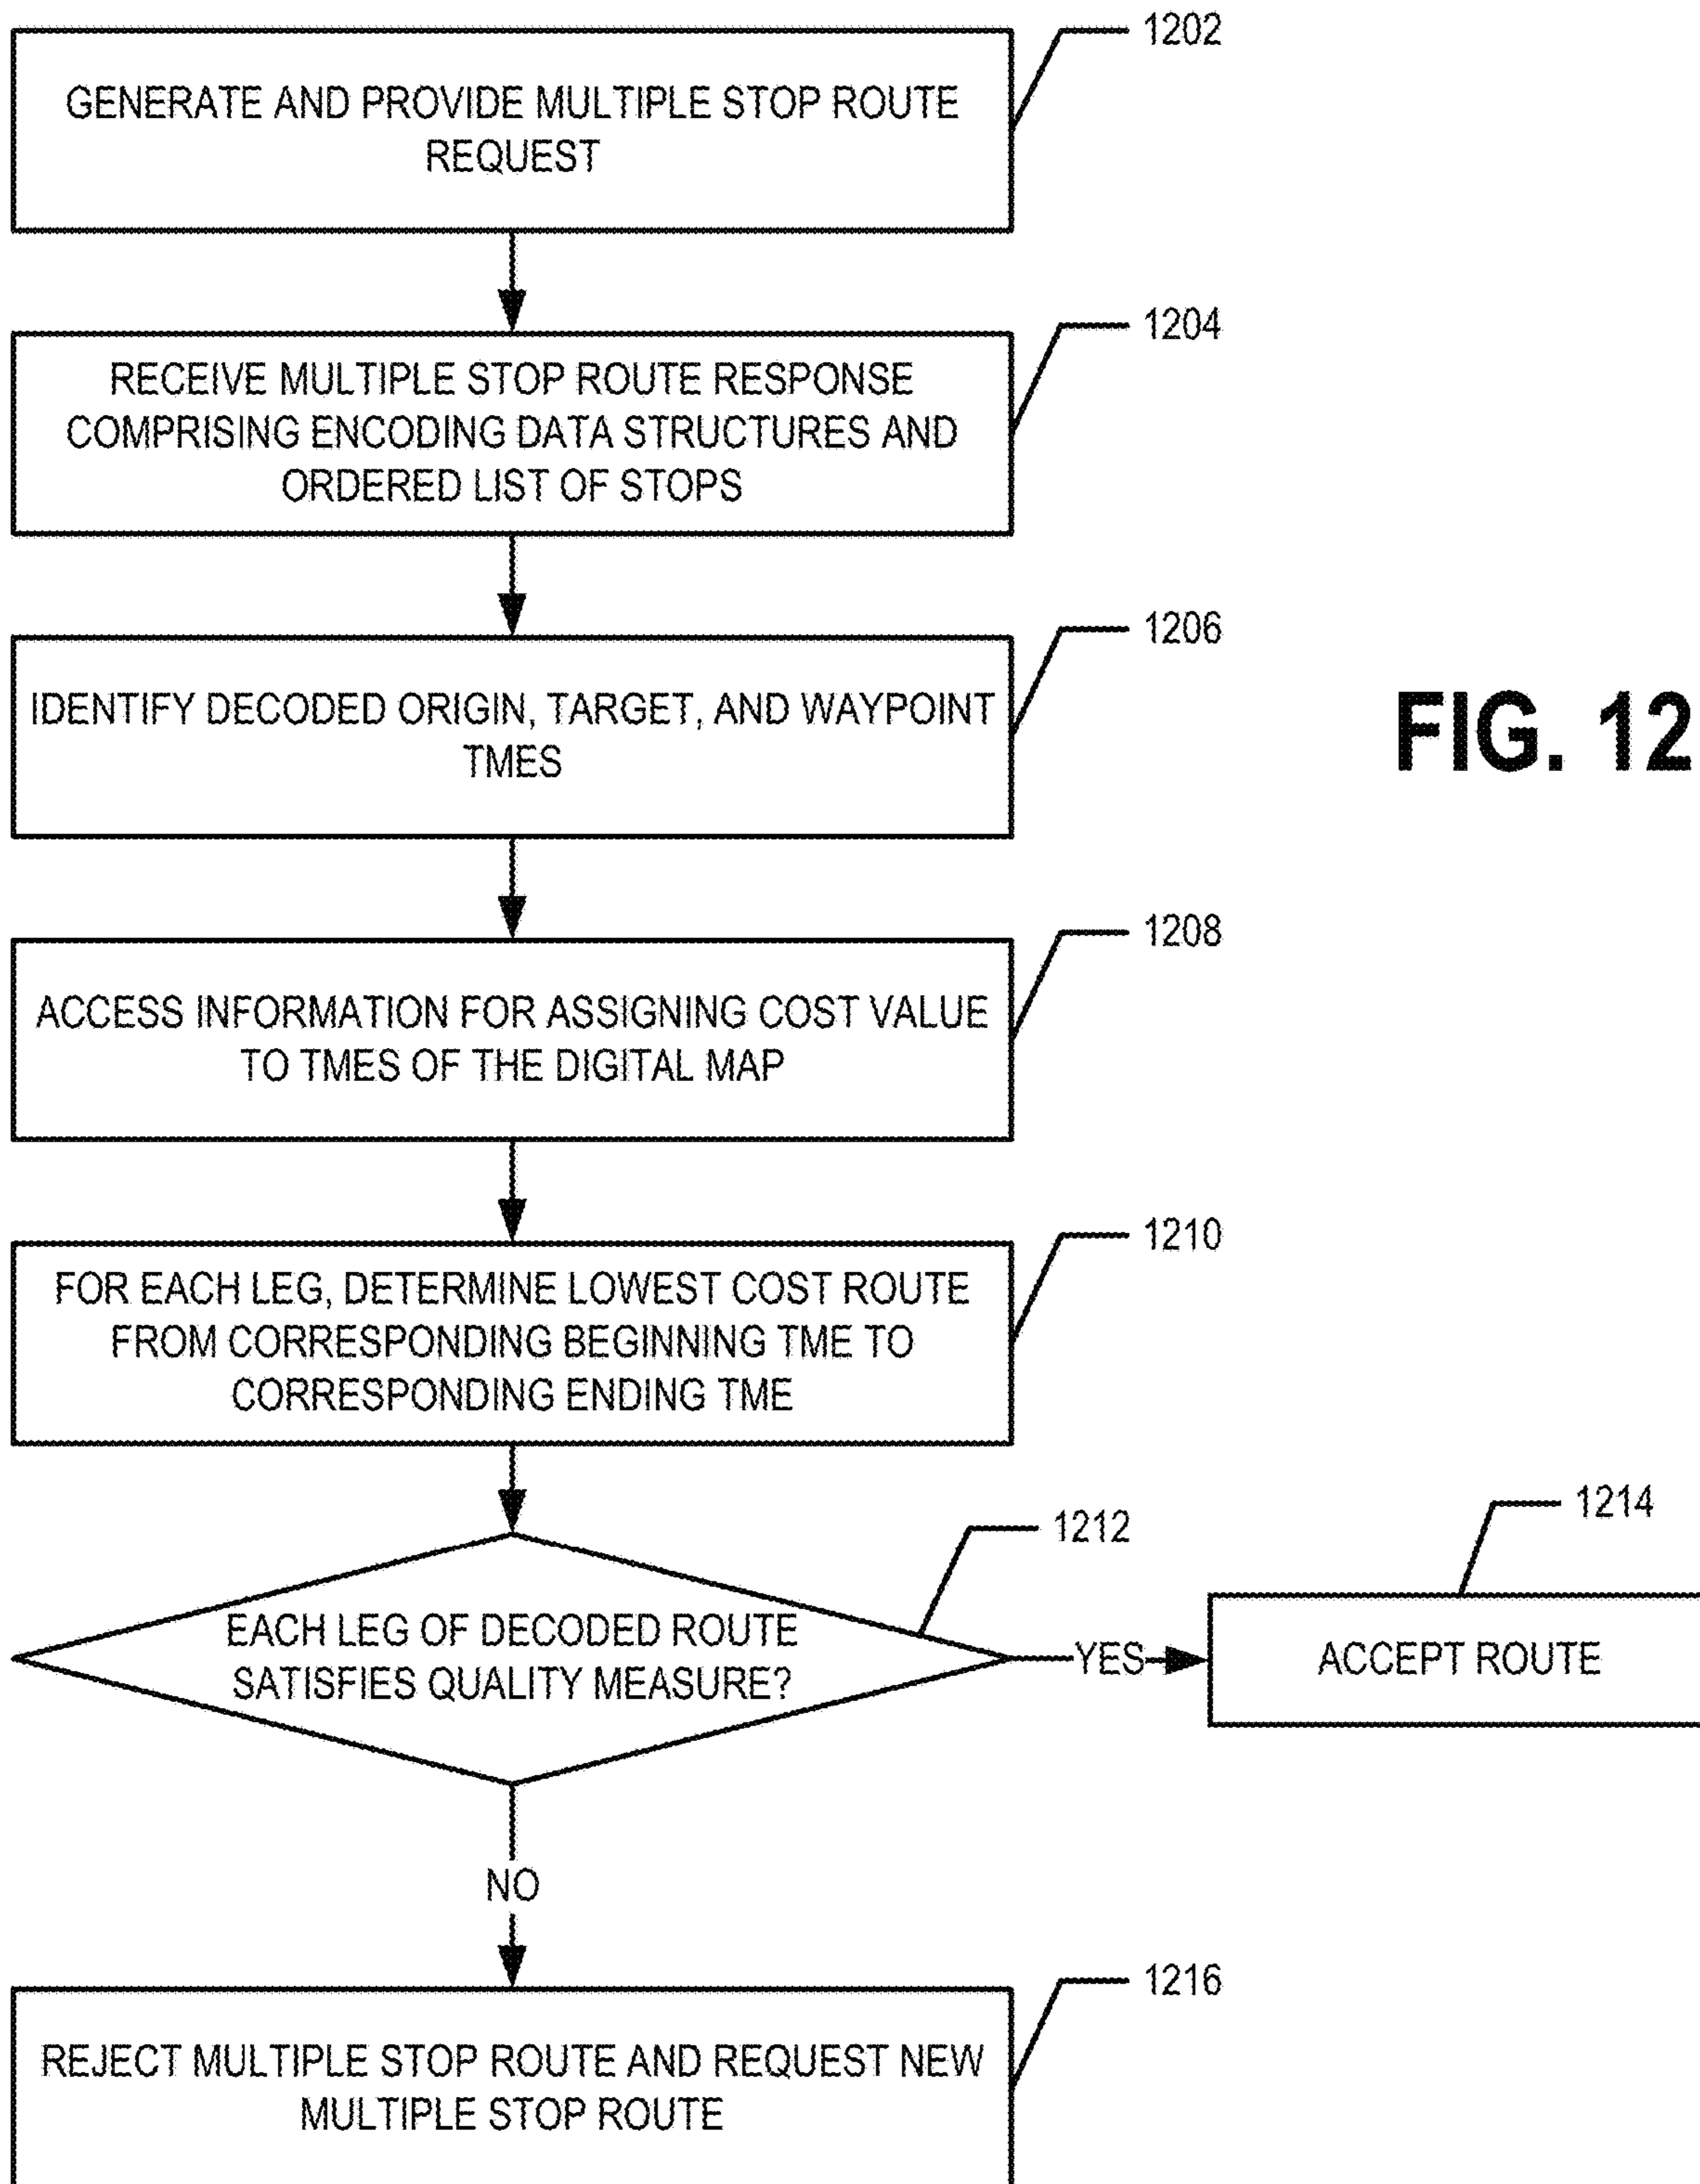 1202
GENERATE AND PROVIDE MULTIPLE STOP ROUTE
REQUEST
1204
RECEIVE MULTIPLE STOP ROUTE RESPONSE
COMPRISING ENCODING DATA STRUCTURES AND
ORDERED LIST OF STOPS
1206
IDENTIFY DECODED ORIGIN, TARGET, AND WAYPOINT
TMES
FIG. 12
1208
ACCESS INFORMATION FOR ASSIGNING COST VALUE
TO TMES OF THE DIGITAL MAP
1210
FOR EACH LEG, DETERMINE LOWEST COST ROUTE
FROM CORRESPONDING BEGINNING TME TO
CORRESPONDING ENDING TME
1212
1214
EACH LEG OF DECODED ROUTE
SATISFIES QUALITY MEASURE?
YES
ACCEPT ROUTE
NO
1216
REJECT MULTIPLE STOP ROUTE AND REQUEST NEW
MULTIPLE STOP ROUTE